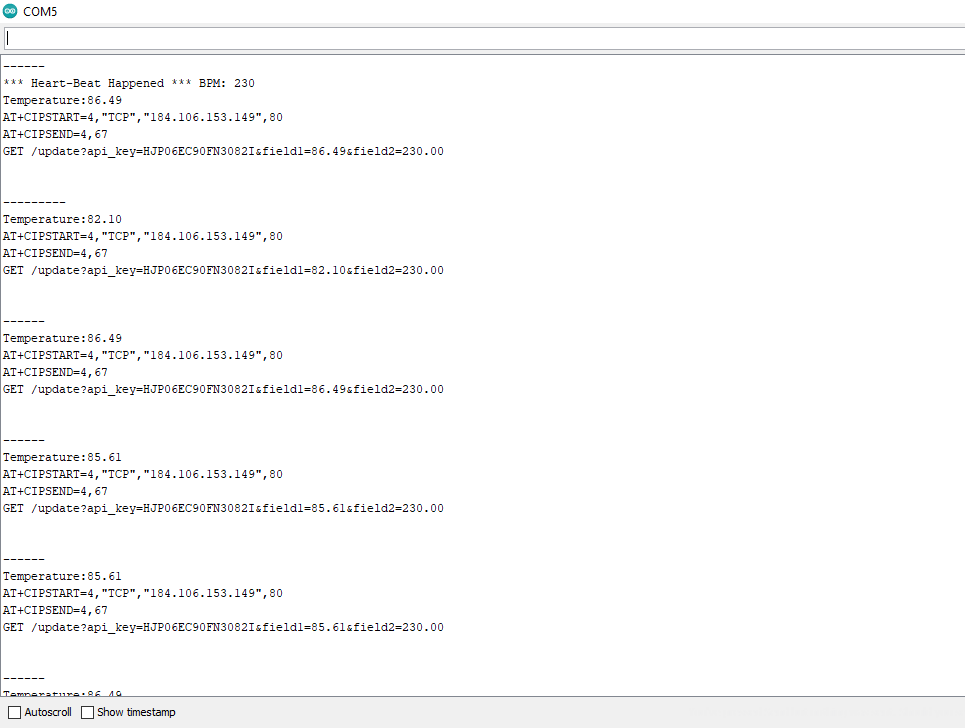 COM5
------
*** Heart-Beat Happened *** BPM: 230
Temperature:86.49
AT+CIPSTART=4,"TCP","184.106.153.149",80
AT+CIPSEND=4,67
GET /update?api_key=HJP06EC90FN3082I&field1=86.49&field2=230.00
---------
Temperature:82.10
AT+CIPSTART=4,"TCP","184.106.153.149",80
AT+CIPSEND=4,67
GET /update?api_key=HJP06EC90FN3082I&field1=82.10&field2=230.00
------
Temperature:86.49
AT+CIPSTART=4,"TCP","184.106.153.149",80
AT+CIPSEND=4,67
GET /update?api_key=HJP06EC90FN3082I&field1=86.49&field2=230.00
------
Temperature:85.61
AT+CIPSTART=4,"TCP","184.106.153.149",80
AT+CIPSEND=4,67
GET /update?api_key=HJP06EC90FN3082I&field1=85.61&field2=230.00
------
Temperature:85.61
AT+CIPSTART=4,"TCP","184.106.153.149",80
AT+CIPSEND=4,67
GET /update?api_key=HJP06EC90FN3082I&field1=85.61&field2=230.00
------
Temperature:86.49
Autoscroll Show timestamp